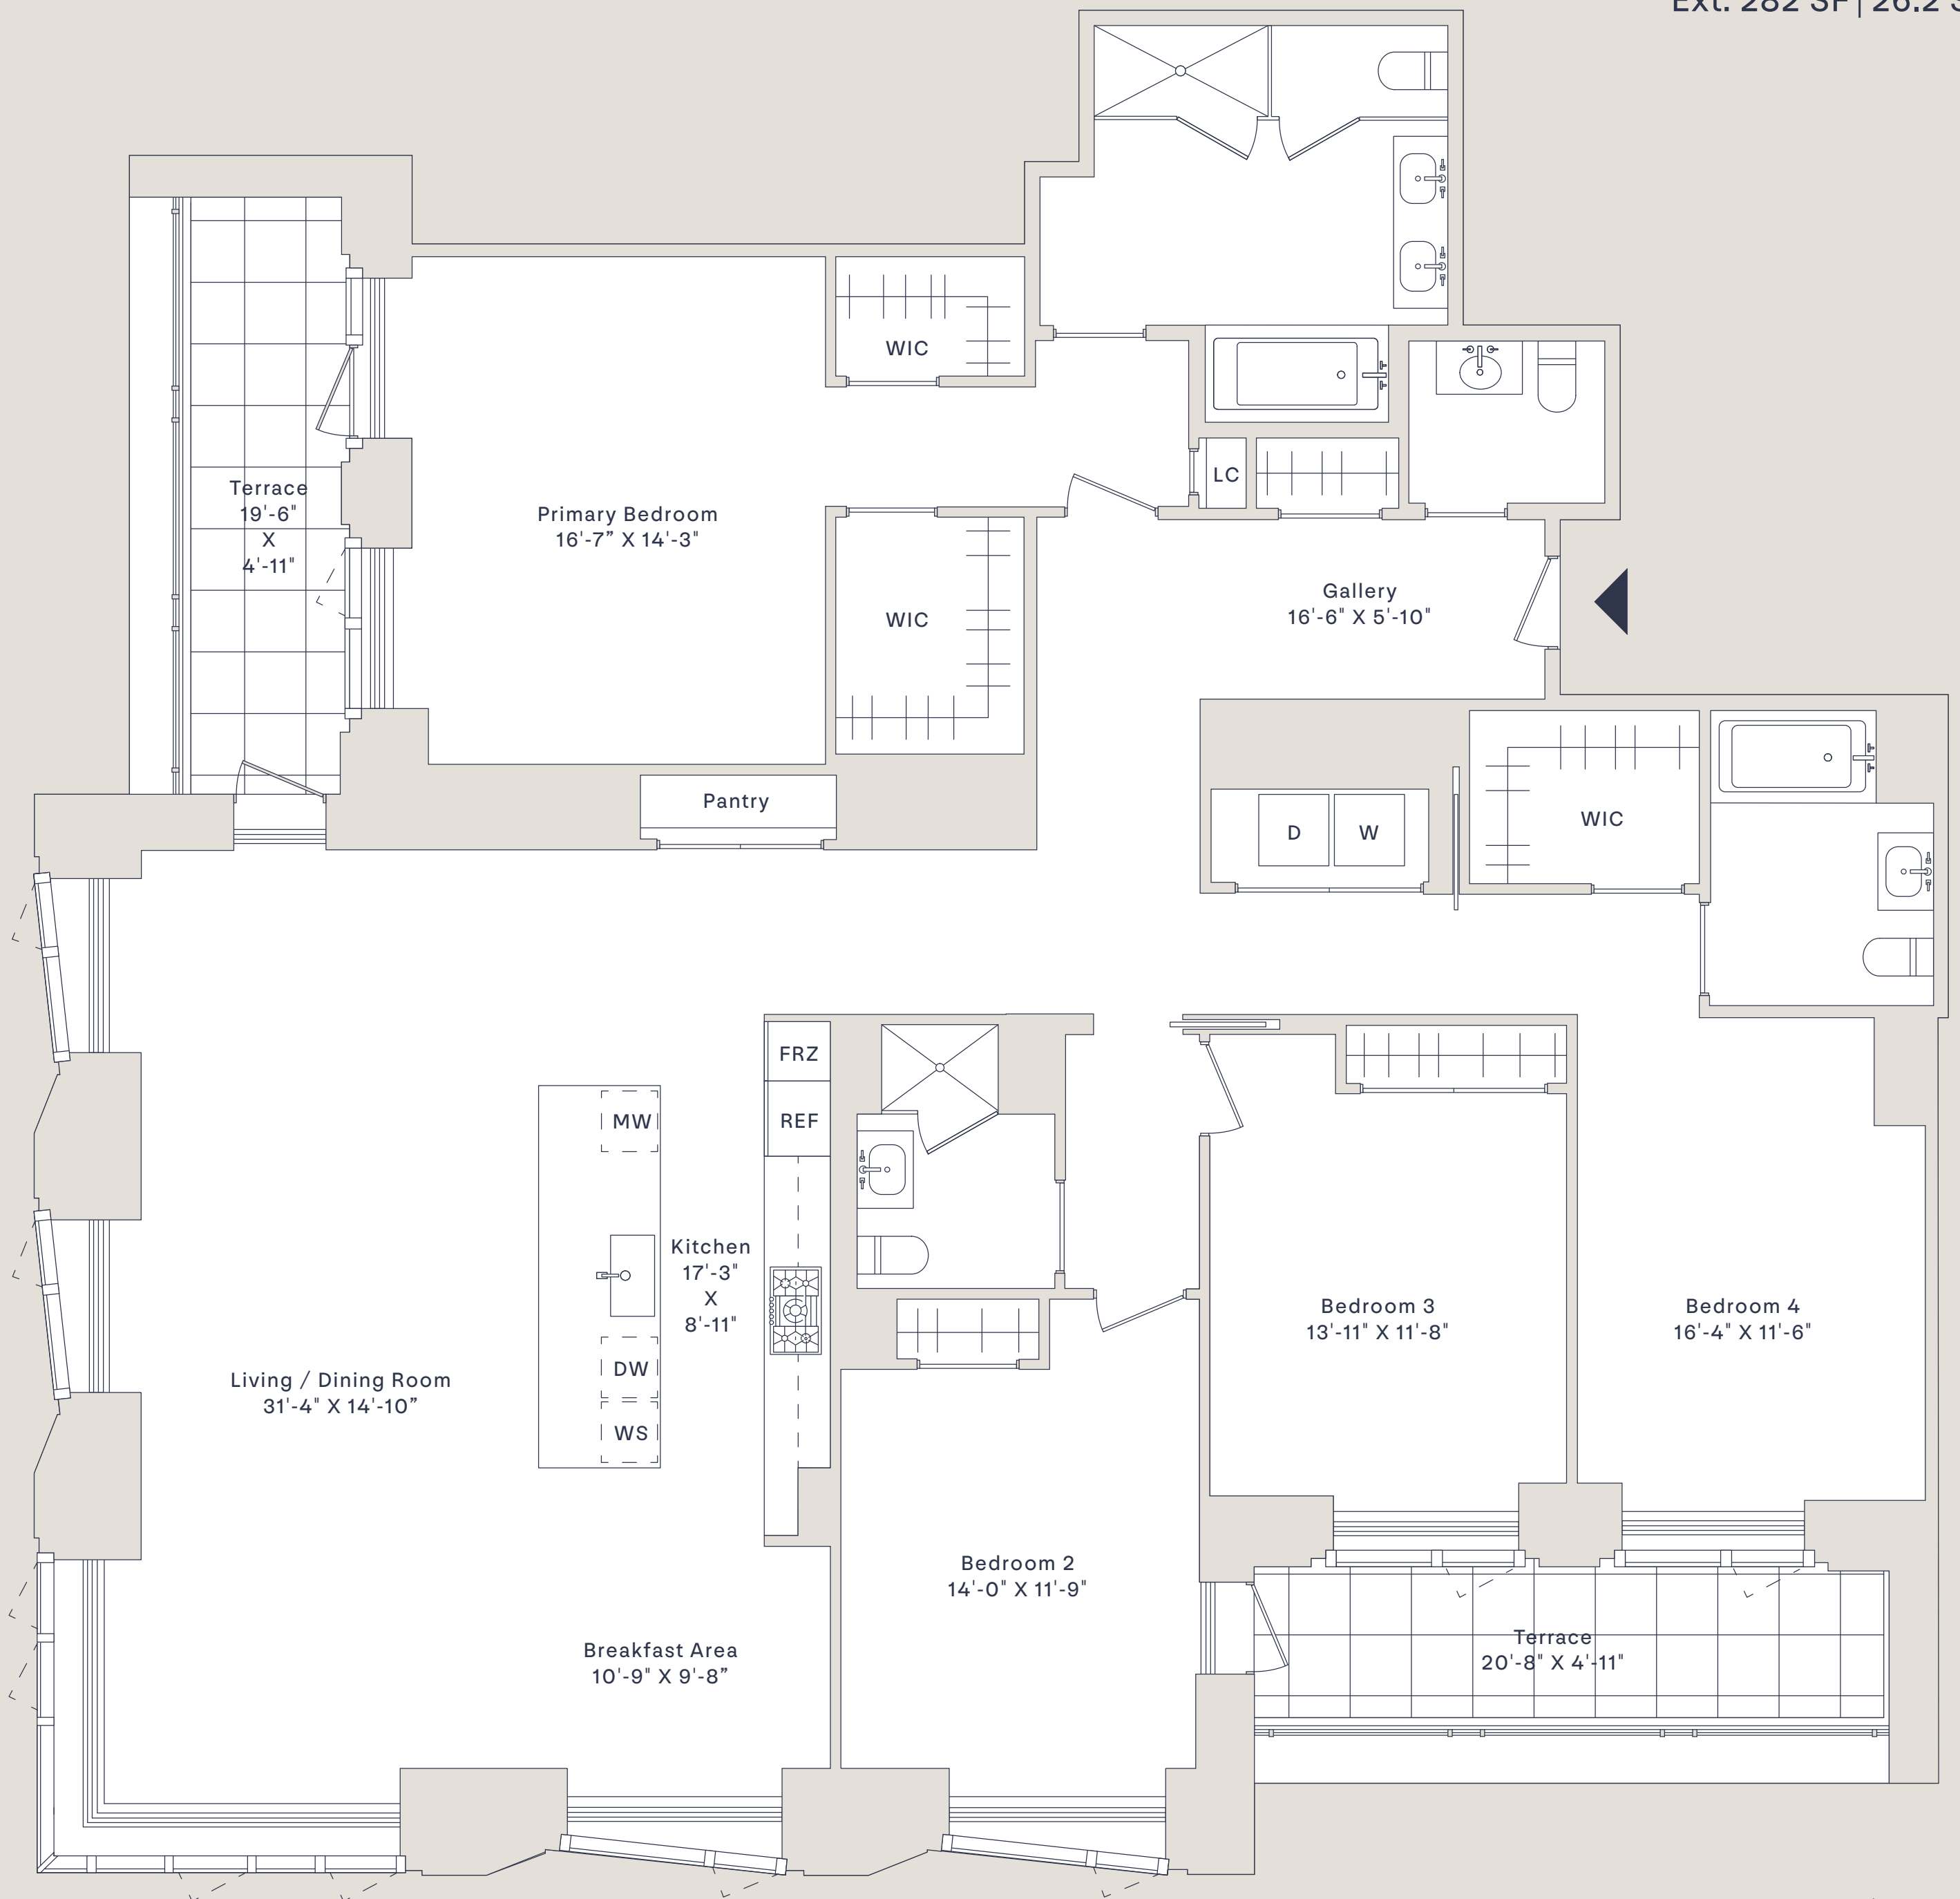 Ext. 282 SF | 26.2 S
WIC
LC
Terrace
19'-6"
X
4'-11"
Primary Bedroom
16'-7” X 14'-3"
WIC
Gallery
16'-6" X 5'-10"
Pantry
D
W
WIC
FRZ
REF
MW
Kitchen
17'-3"
X
8'-11"
DW
WS
Living / Dining Room
31'-4" X 14'-10”
Bedroom 3
13'-11" X 11'-8"
Bedroom 4
16'-4" X 11'-6"
Bedroom 2
14'-0" X 11'-9"
Breakfast Area
10'-9" X 9'-8”
Terrace
20'-8" X 4'-11"